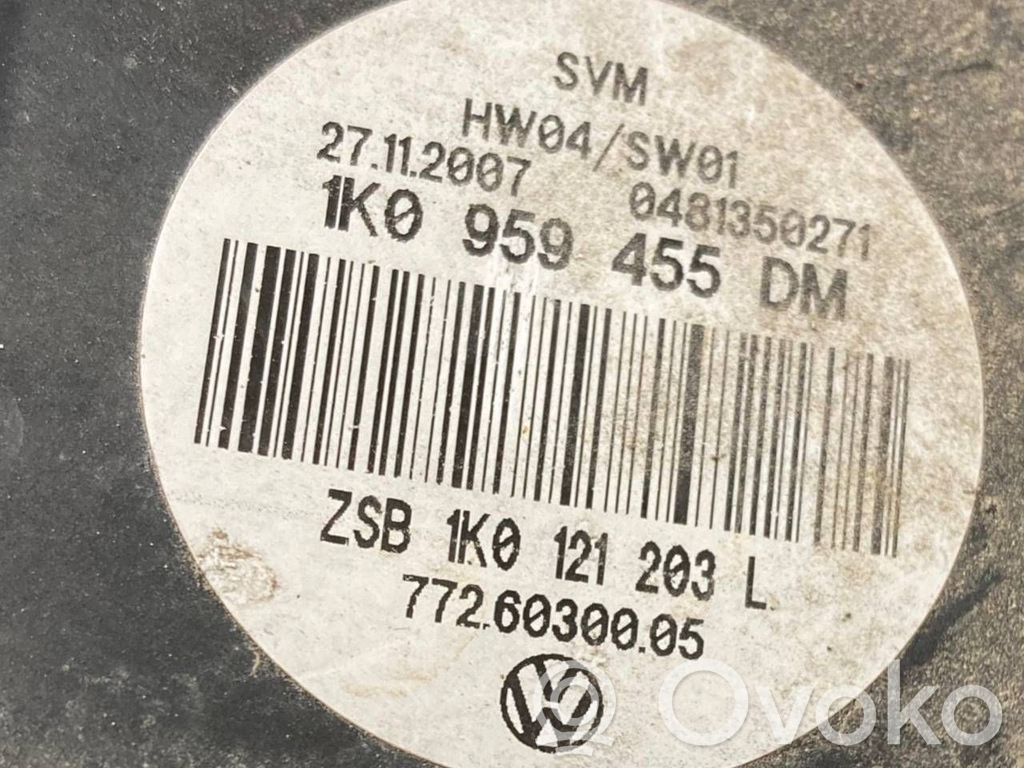 SVM
HW04/SW01
27.11.2007 0481350271
1K0 959 455 DM
ZSB 1K0 121 203 L
772.60300.05
VW Ovoko